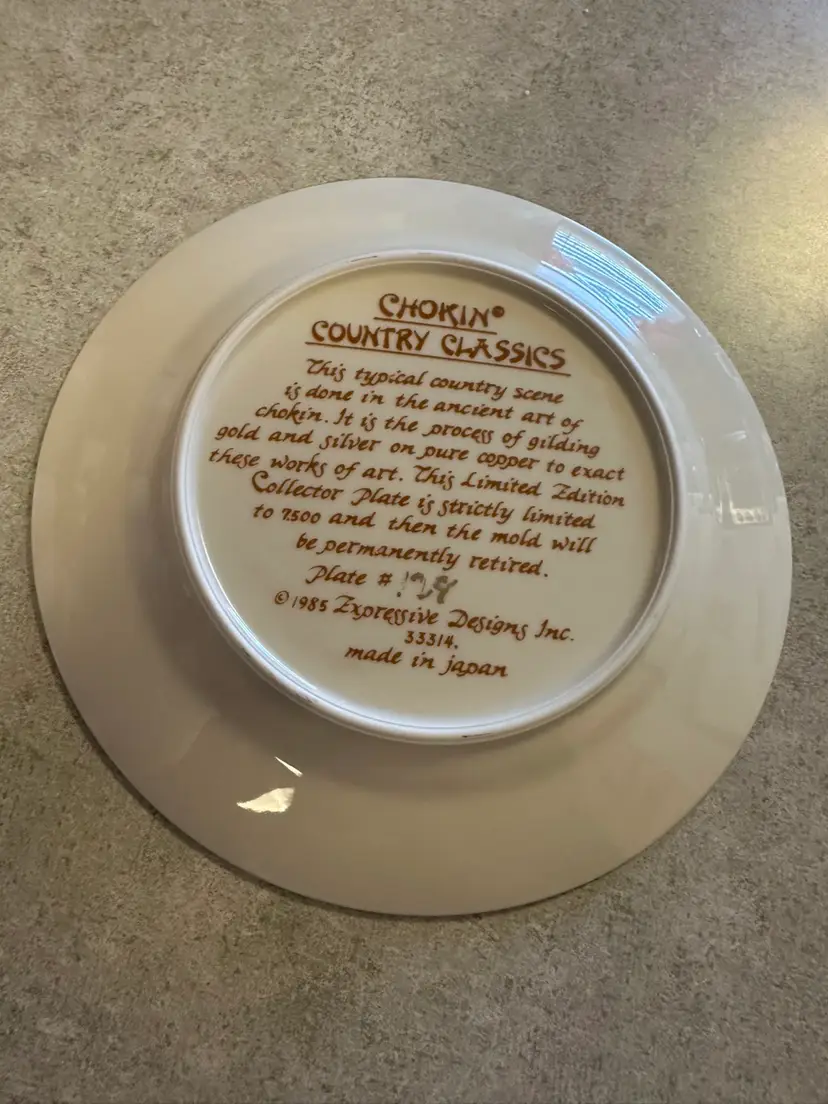 CHOKIN®
COUNTRY CLASSICS
This typical country scene
is done in the ancient art of
chokin. It is the process of gilding
gold and silver on pure copper to exact
these works of art. This Limited Edition
Collector Plate is strictly limited
to 7500 and then the mold will
be permanently retired.
Plate #
©1985 Expressive Designs Inc.
33314.
made in japan